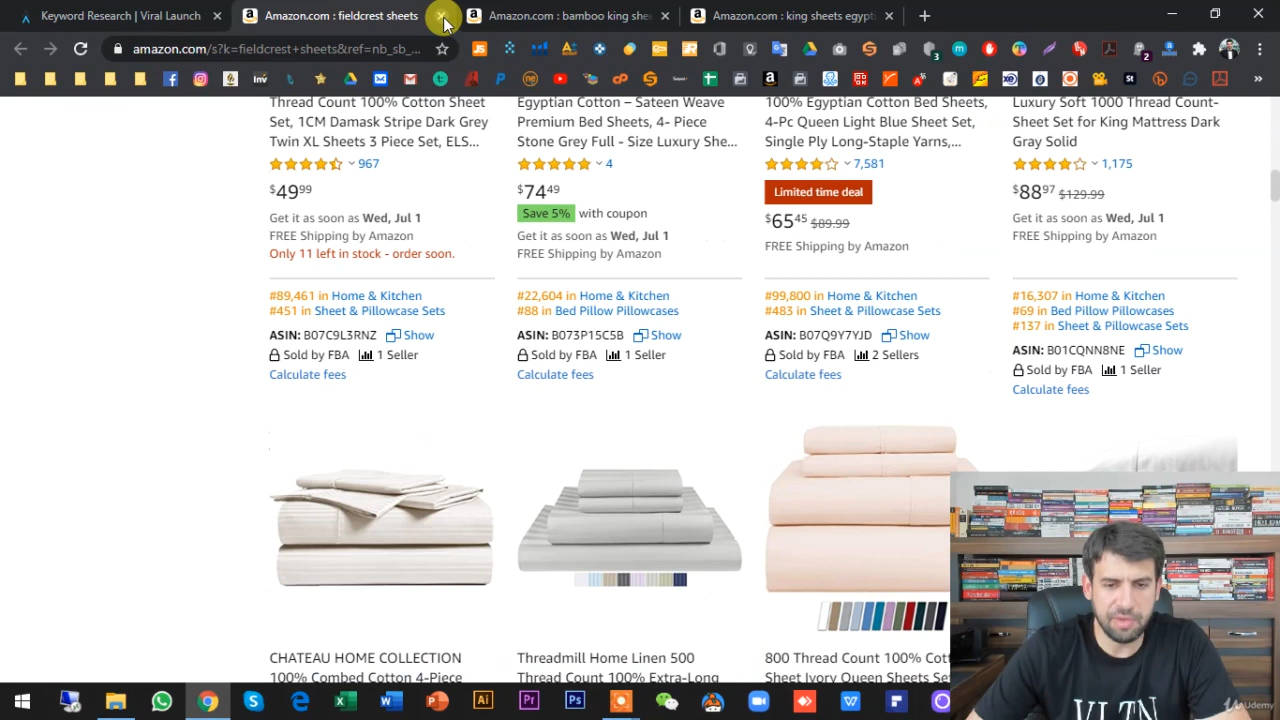 Keyword Research | Viral Launch
Amazon.com : fieldcrest sheets
Amazon.com : bamboo king she
Amazon.com : king sheets egypti
amazon.com/s?k=fieldcrest+sheets&ref=nb_sb_...
Thread Count 100% Cotton Sheet
Set, 1CM Damask Stripe Dark Grey
Twin XL Sheets 3 Piece Set, ELS...
967
$49.99
Get it as soon as Wed, Jul 1
FREE Shipping by Amazon
Only 11 left in stock - order soon.
#89,461 in Home & Kitchen
#451 in Sheet & Pillowcase Sets
ASIN: B07C9L3RNZ Show
Sold by FBA 1 Seller
Calculate fees
Egyptian Cotton – Sateen Weave
Premium Bed Sheets, 4- Piece
Stone Grey Full - Size Luxury She...
4
$74.49
Save 5% with coupon
Get it as soon as Wed, Jul 1
FREE Shipping by Amazon
#22,604 in Home & Kitchen
#88 in Bed Pillow Pillowcases
ASIN: B073P15C5B Show
Sold by FBA 1 Seller
Calculate fees
100% Egyptian Cotton Bed Sheets,
4-Pc Queen Light Blue Sheet Set,
Single Ply Long-Staple Yarns,...
7,581
Limited time deal
$65.45 $89.99
FREE Shipping by Amazon
#99,800 in Home & Kitchen
#483 in Sheet & Pillowcase Sets
ASIN: B07Q9Y7YJD Show
Sold by FBA 2 Sellers
Calculate fees
Luxury Soft 1000 Thread Count-
Sheet Set for King Mattress Dark
Gray Solid
1,175
$88.97 $129.99
Get it as soon as Wed, Jul 1
FREE Shipping by Amazon
#16,307 in Home & Kitchen
#69 in Bed Pillow Pillowcases
#137 in Sheet & Pillowcase Sets
ASIN: B01CQNN8NE Show
Sold by FBA 1 Seller
Calculate fees
CHATEAU HOME COLLECTION
100% Combed Cotton 4-Piece
Threadmill Home Linen 500
Thread Count 100% Extra-Long
800 Thread Count 100% Cott
Sheet Ivory Queen Sheets Se
VLTN
Udemy